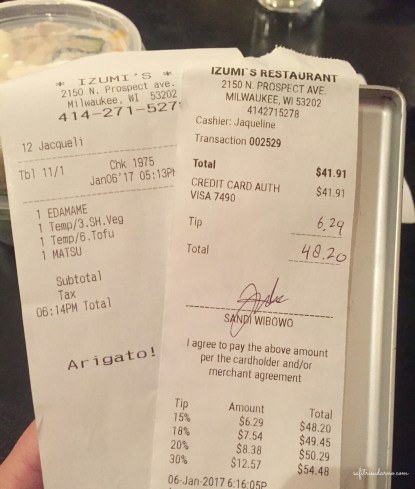 * IZUMI'S *
2150 N. Prospect ave.
Milwaukee, WI 53202
414-271-5278
12 Jacqueli
Tbl 11/1 Chk 1975
Jan06'17 05:13PM
1 EDAMAME
1 Temp/3.SH.Veg
1 Temp/6.Tofu
1 MATSU
Subtotal
Tax
06:14PM Total
Arigato!
IZUMI'S RESTAURANT
2150 N. PROSPECT AVE.
MILWAUKEE, WI 53202
4142715278
Cashier: Jaqueline
Transaction 002529
Total $41.91
CREDIT CARD AUTH $41.91
VISA 7490
Tip 6.29
Total 48.20
SANDI WIBOWO
I agree to pay the above amount
per the cardholder and/or
merchant agreement
Tip Amount Total
15% $6.29 $48.20
18% $7.54 $49.45
20% $8.38 $50.29
30% $12.57 $54.48
06-Jan-2017 6:16:05P